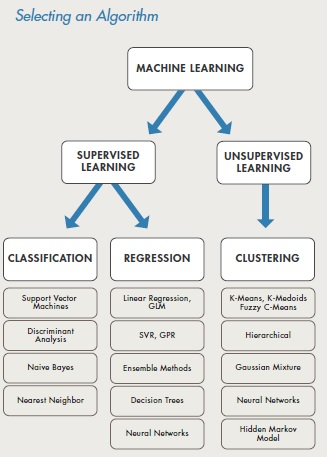 Selecting an Algorithm
MACHINE LEARNING
SUPERVISED
LEARNING
UNSUPERVISED
LEARNING
CLASSIFICATION
Support Vector
Machines
Discriminant
Analysis
Naive Bayes
Nearest Neighbor
REGRESSION
Linear Regression,
GLM
SVR, GPR
Ensemble Methods
Decision Trees
Neural Networks
CLUSTERING
K-Means, K-Medoids
Fuzzy C-Means
Hierarchical
Gaussian Mixture
Neural Networks
Hidden Markov
Model